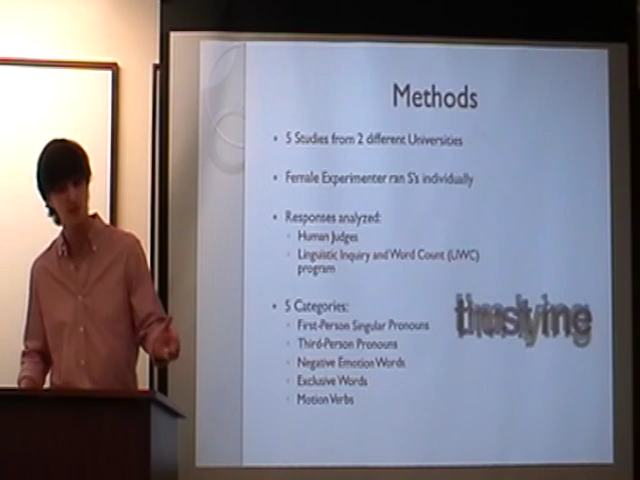 Methods
5 Studies from 2 different Universities
Female Experimenter ran S's individually
Responses analyzed:
Human Judges
Linguistic Inquiry and Word Count (LIWC)
program
5 Categories:
First-Person Singular Pronouns
Third-Person Pronouns
Negative Emotion Words
Exclusive Words
Motion Verbs